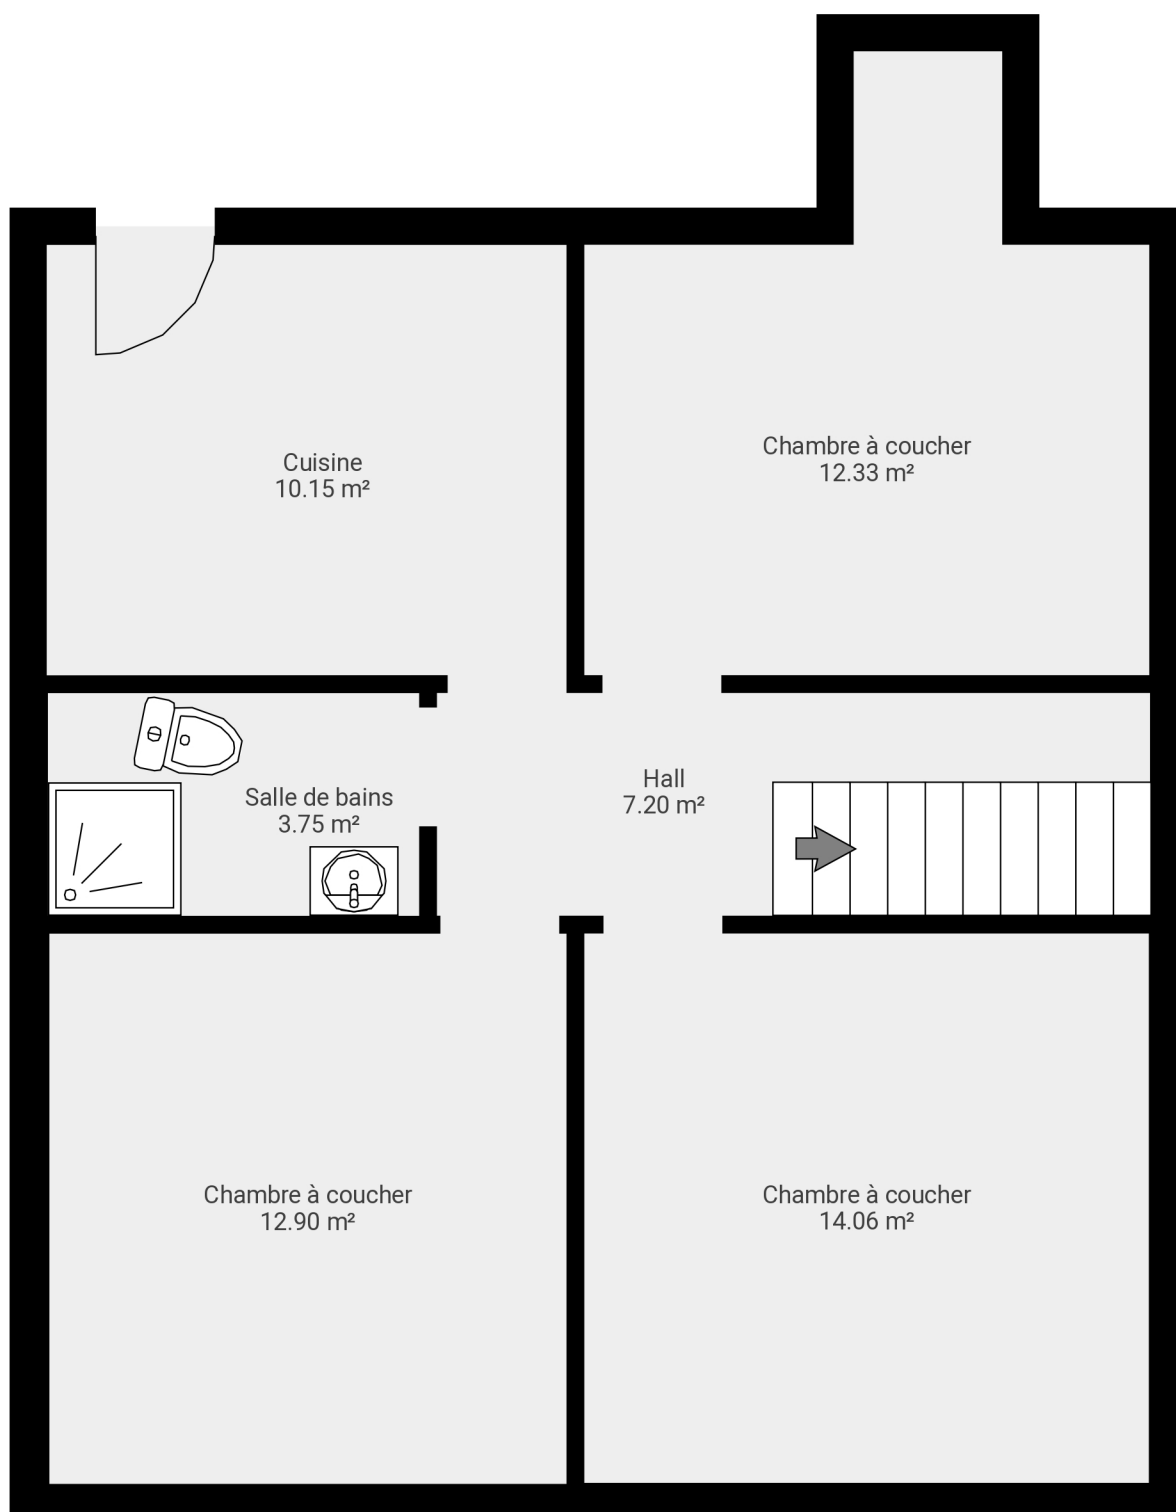 Cuisine
10.15 m²
Chambre à coucher
12.33 m²
Salle de bains
3.75 m²
Hall
7.20 m²
Chambre à coucher
12.90 m²
Chambre à coucher
14.06 m²